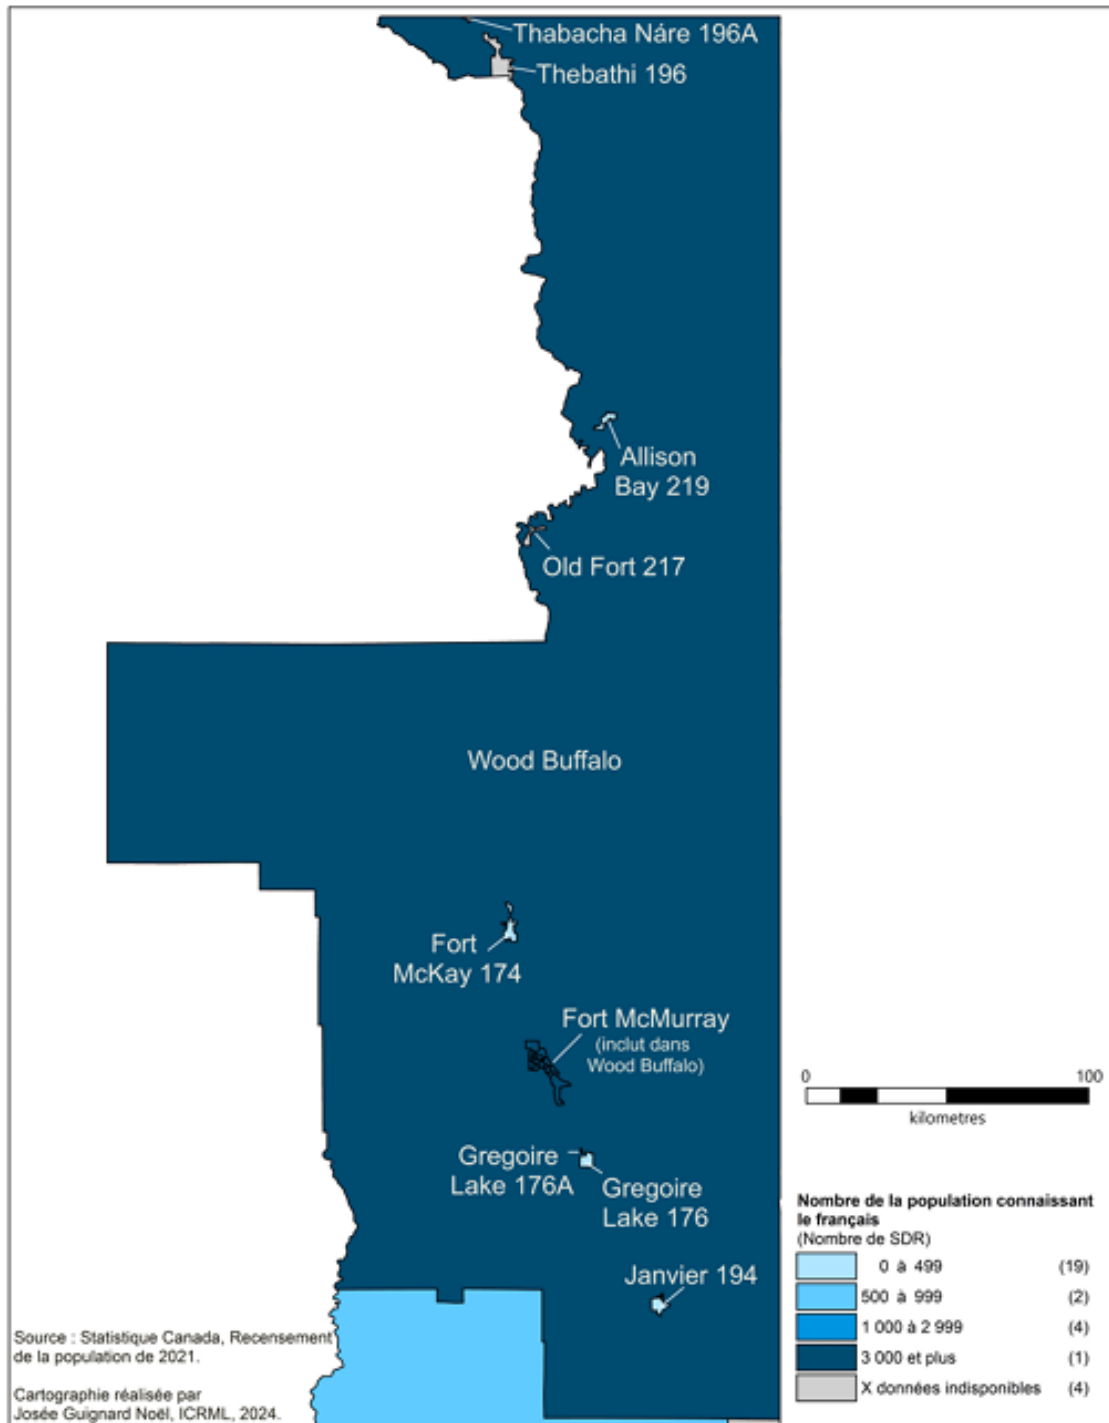 Thabacha Náre 196A
Thebathi 196
Allison
Bay 219
Old Fort 217
Wood Buffalo
Fort
McKay 174
Fort McMurray
(inclut dans
Wood Buffalo)
0 100
kilometres
Gregoire
Lake 176A
Gregoire
Lake 176
Janvier 194
Nombre de la population connaissant
le français
(Nombre de SDR)
0 à 499 (19)
500 à 999 (2)
1 000 à 2 999 (4)
3 000 et plus (1)
X données indisponibles (4)
Source : Statistique Canada, Recensement
de la population de 2021.
Cartographie réalisée par
Josée Guignard Noël, ICRML, 2024.